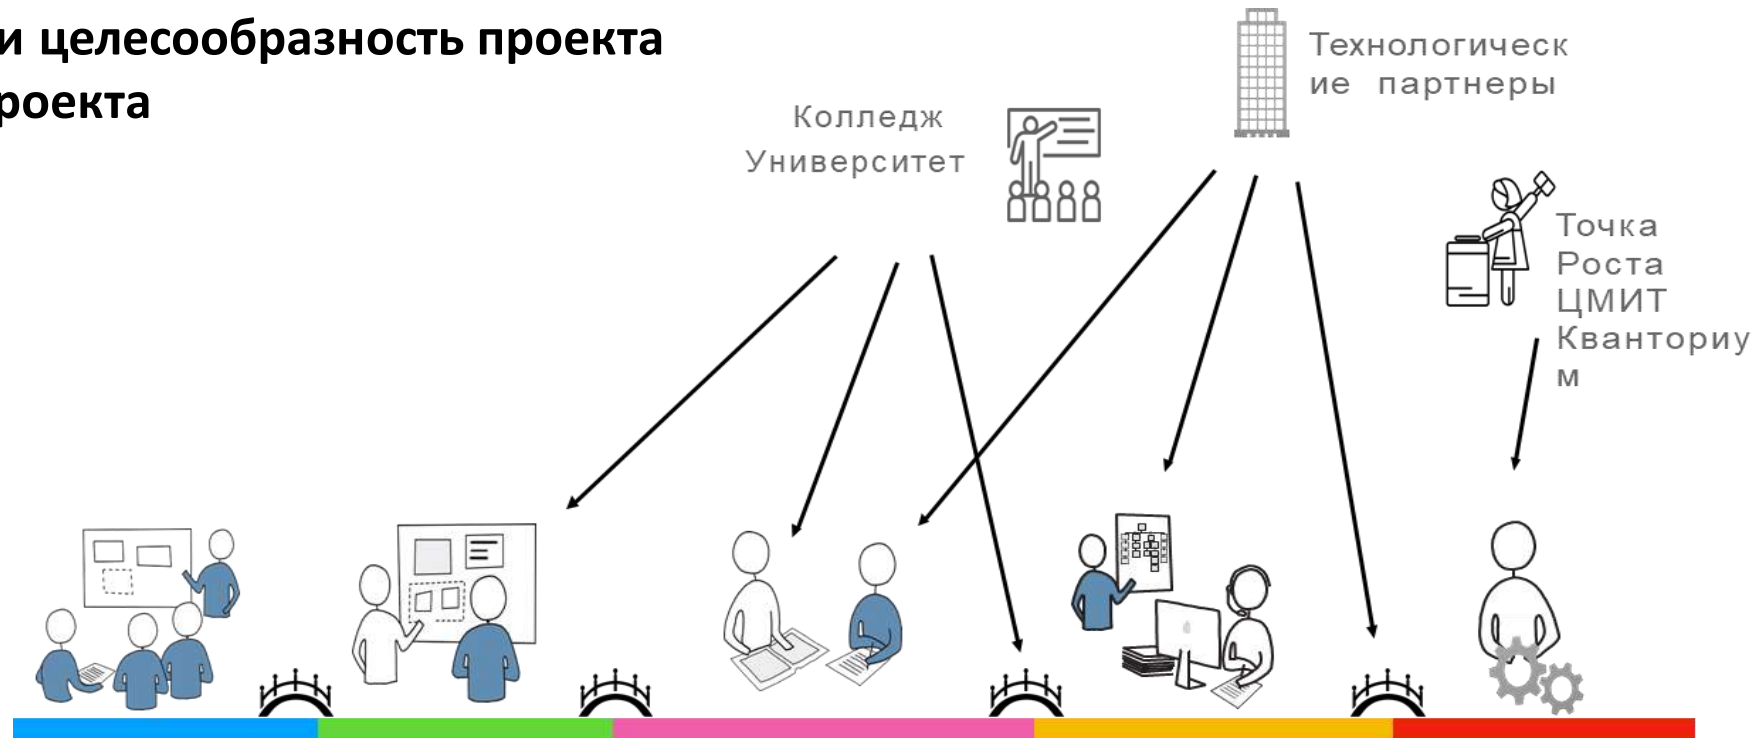 и целесообразность проекта
роекта
Технологическ
ие партнеры
Колледж
Университет
Точка
Роста
ЦМИТ
Кванториу
м